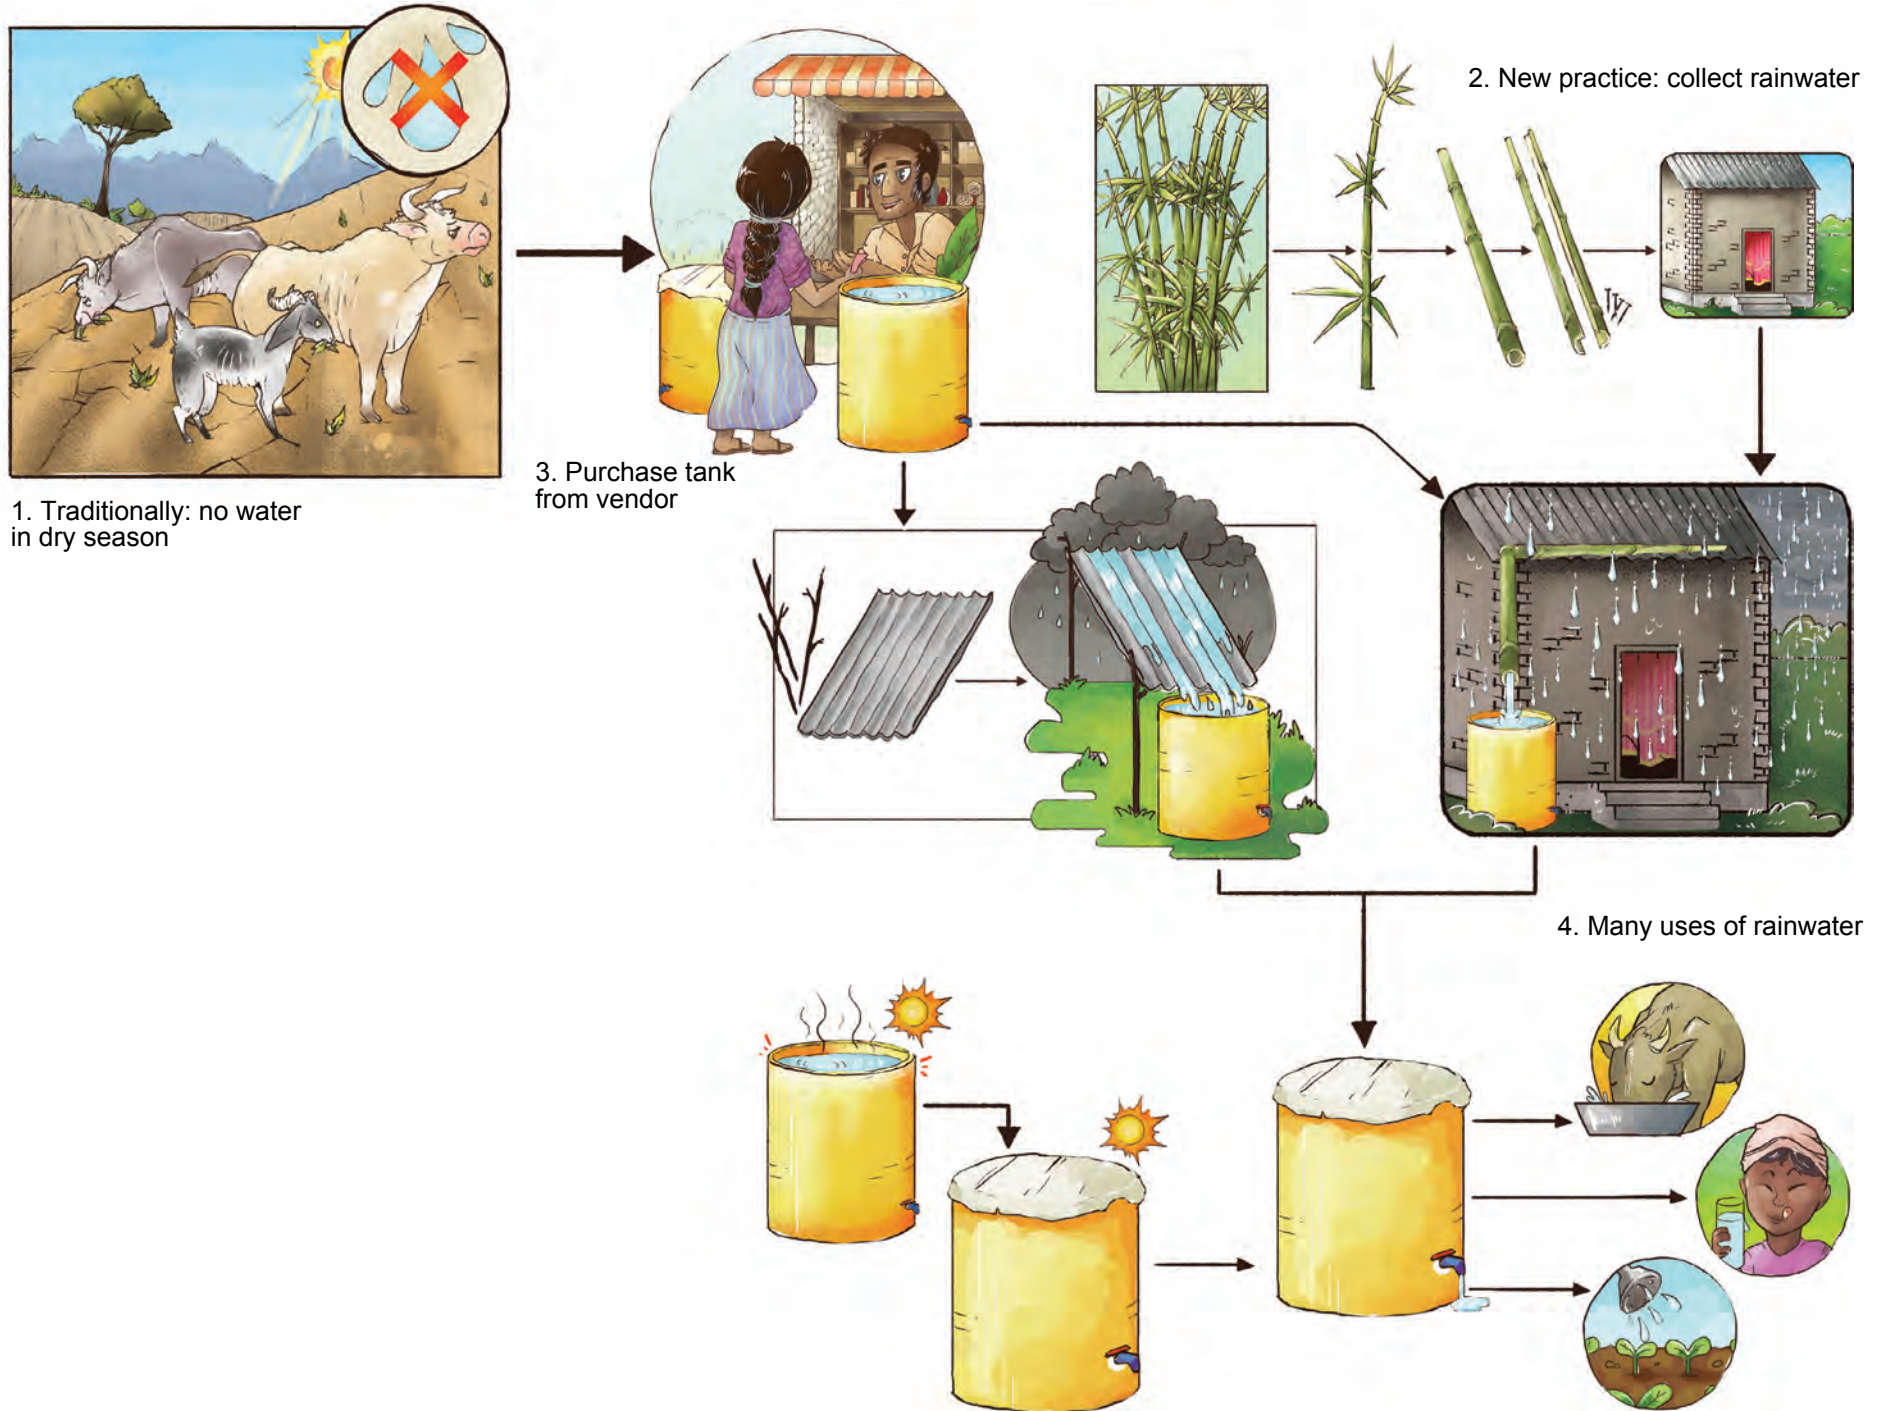 1. Traditionally: no water
in dry season
2. New practice: collect rainwater
3. Purchase tank
from vendor
4. Many uses of rainwater